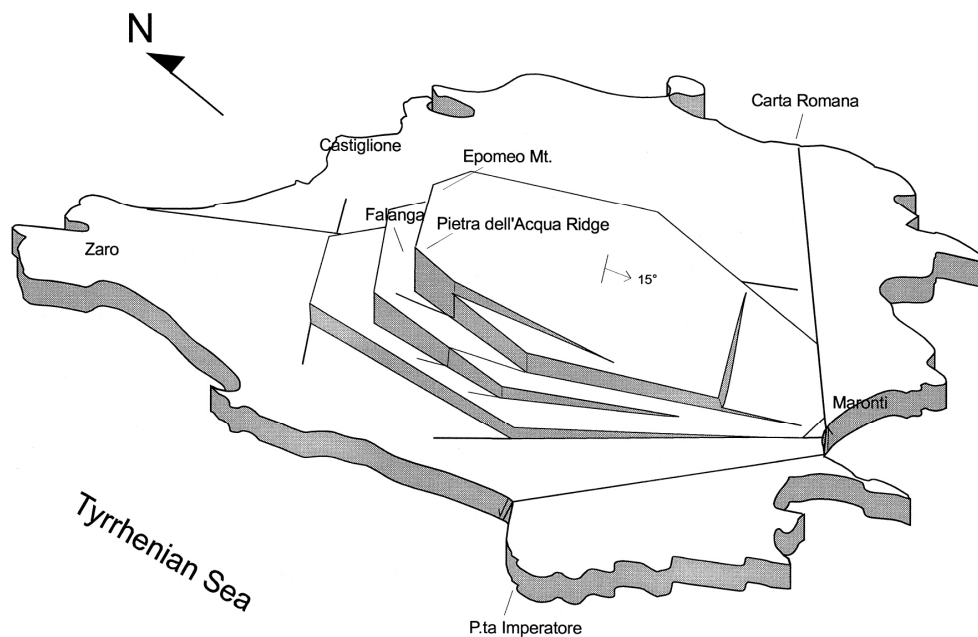 N
Carta Romana
Castiglione
Epomeo Mt.
Falanga
Pietra dell'Acqua Ridge
Zaro
15°
Maronti
Tyrrhenian Sea
P.ta Imperatore